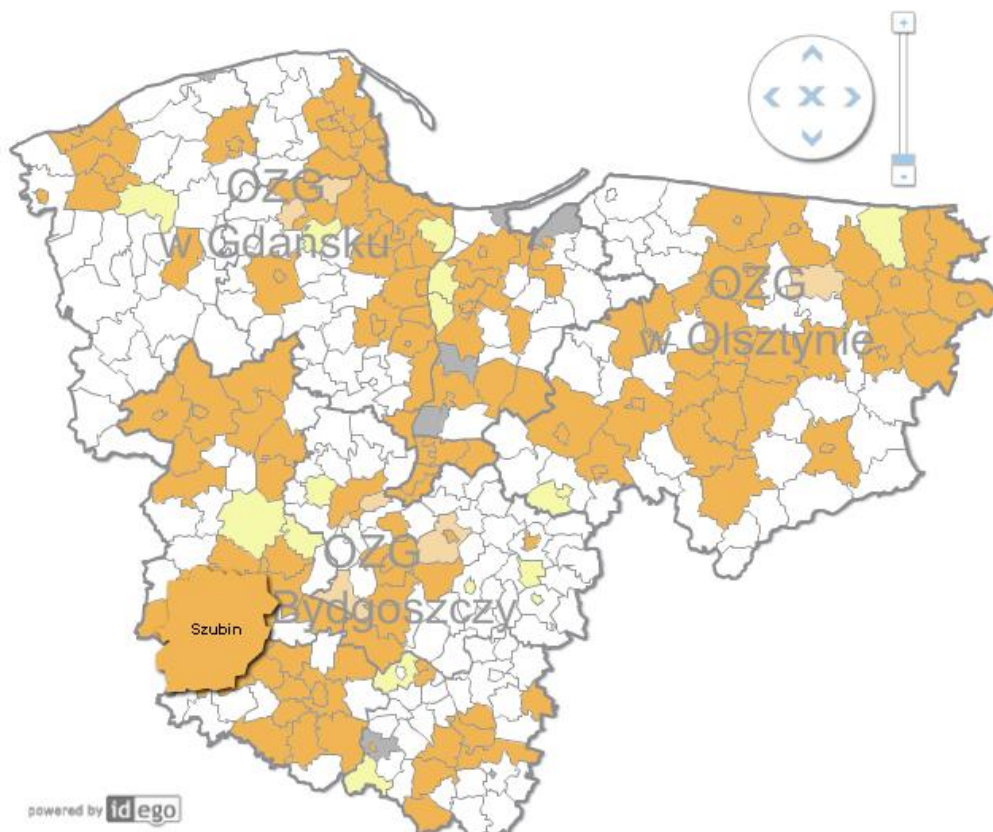 +
-
OZG
w Gdańsku
OZG
w Olsztynie
OZG
Bydgoszczy
Szubin
powered by idego